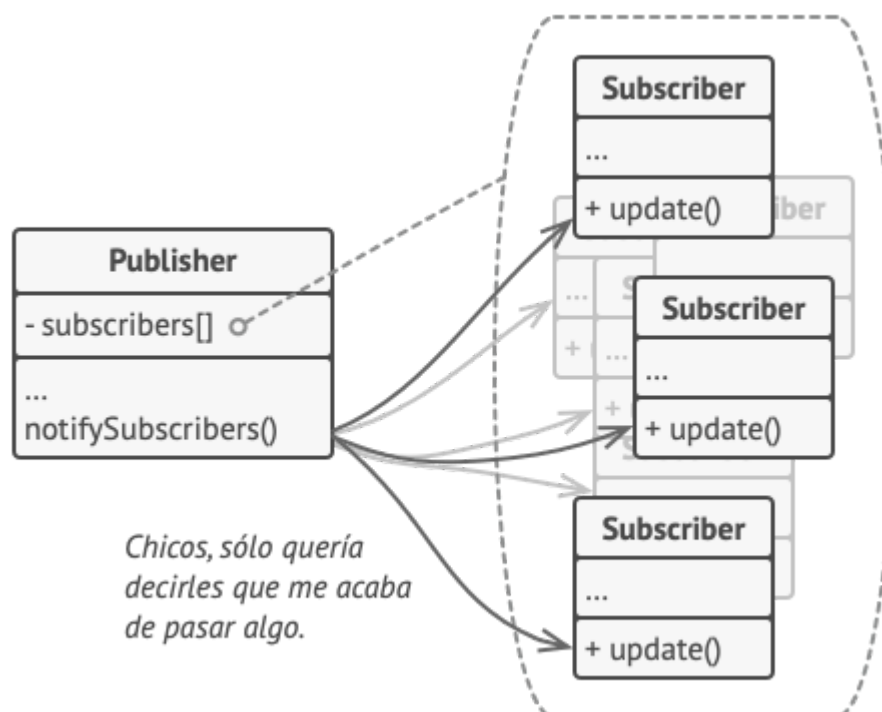 Publisher
- subscribers[]
...
notifySubscribers()
Chicos, sólo quería
decirles que me acaba
de pasar algo.
Subscriber
...
+ update()
Subscriber
...
+ update()
Subscriber
...
+ update()